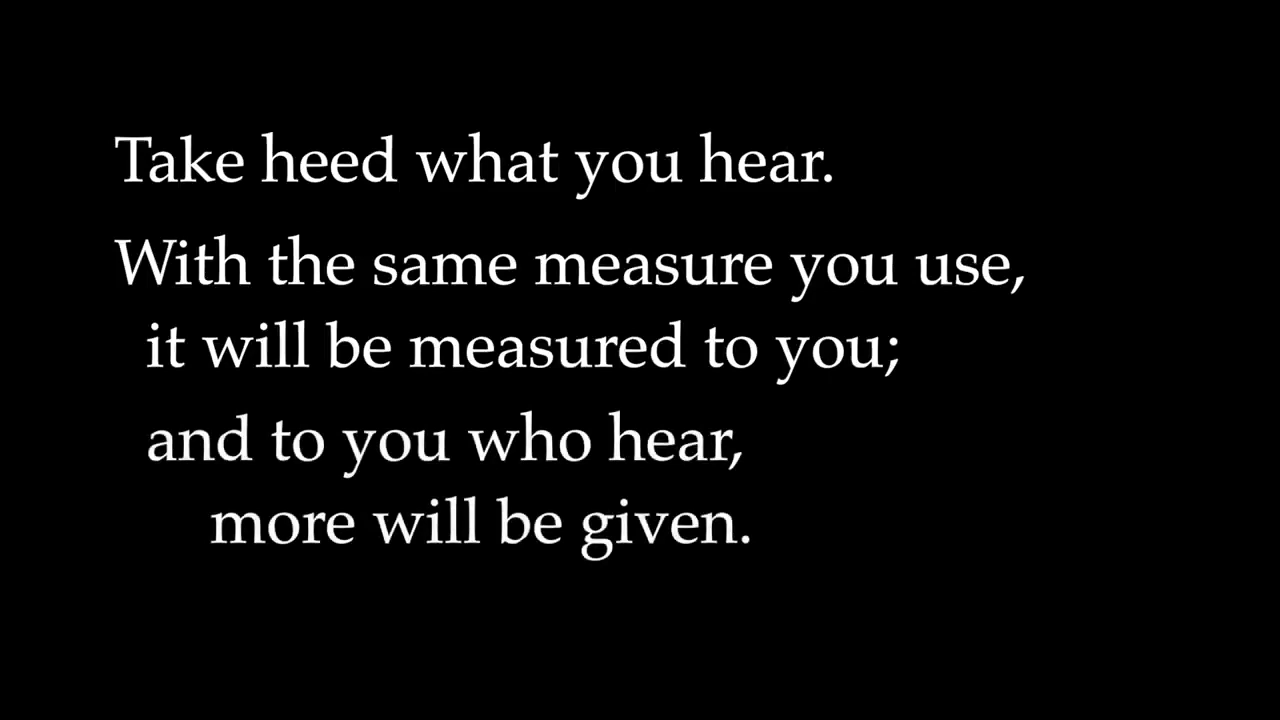 Take heed what you hear.
With the same measure you use,
it will be measured to you;
and to you who hear,
more will be given.